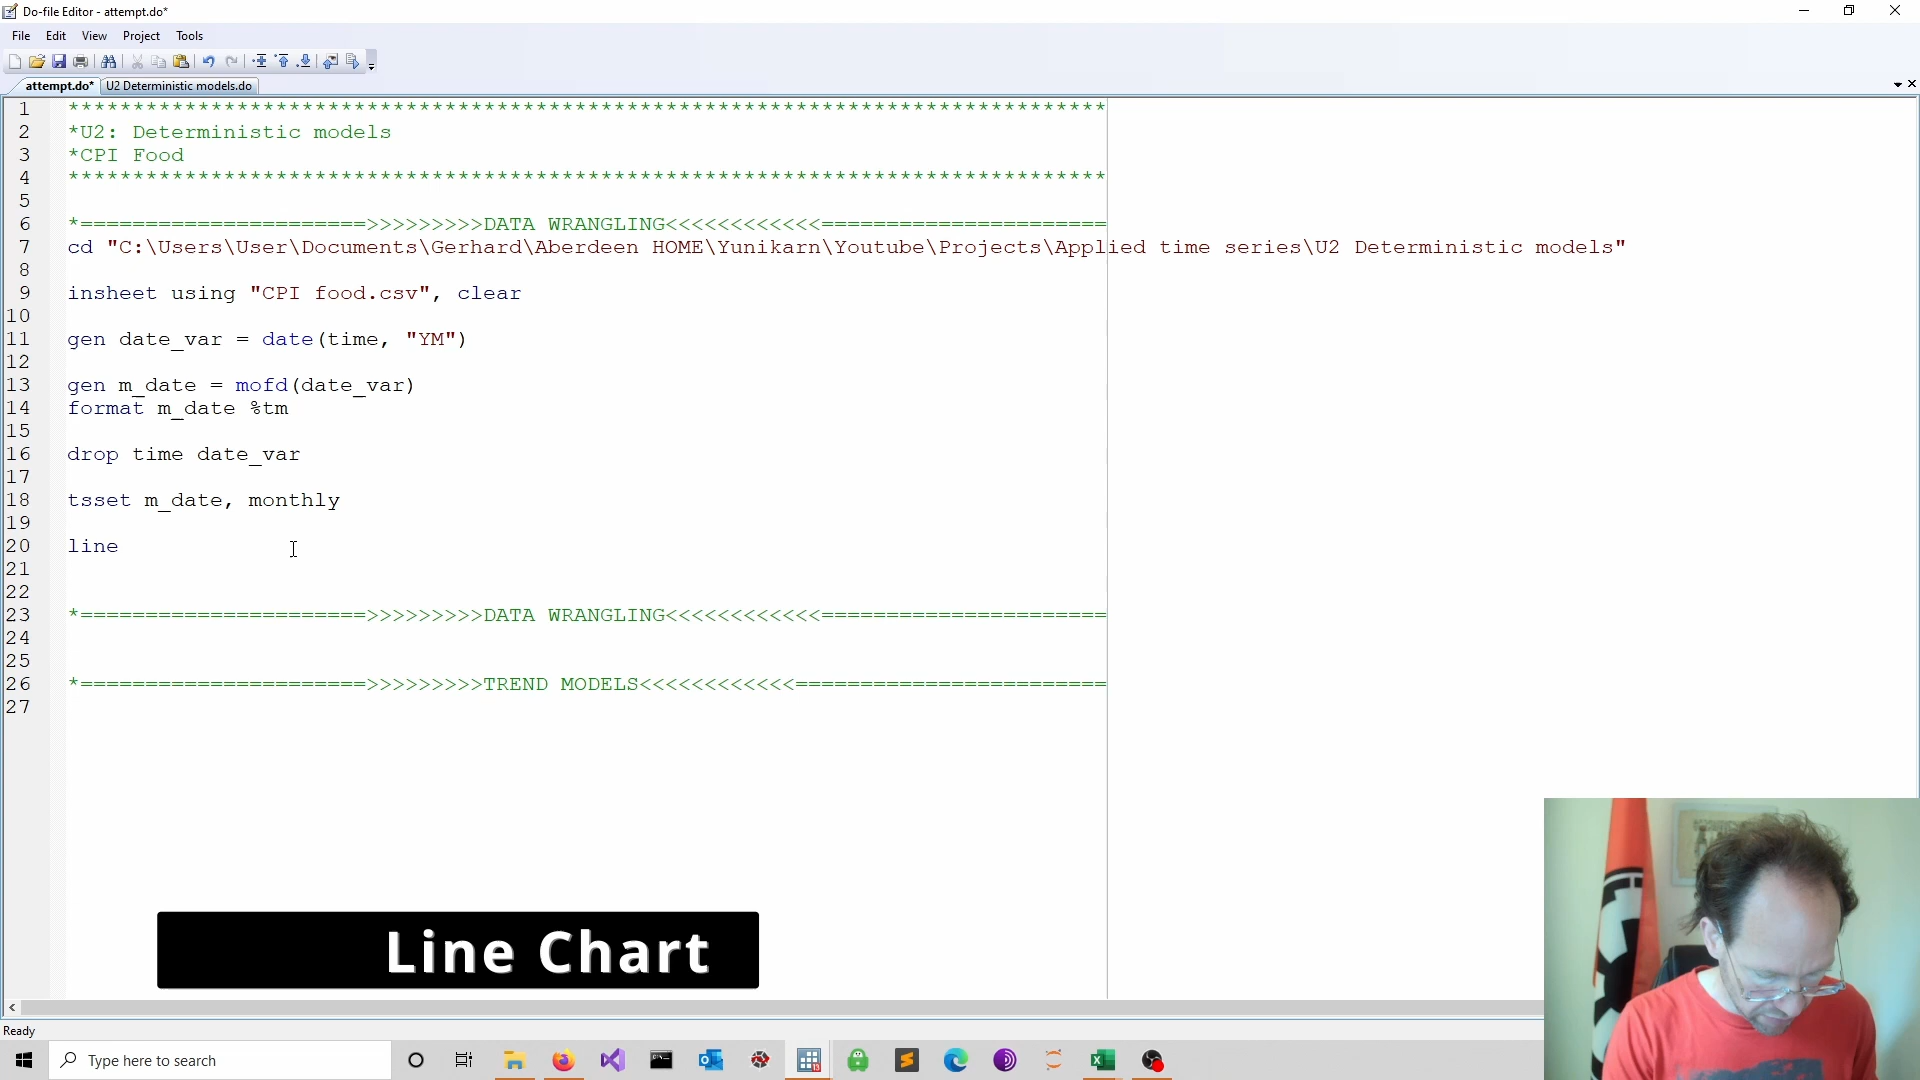 Do-file Editor - attempt.do*
File Edit View Project Tools
attempt.do* U2 Deterministic models.do
1 ********************************************************************************
2 *U2: Deterministic models
3 *CPI Food
4 ********************************************************************************
5
6 *======================>>>>>>>>>DATA WRANGLING<<<<<<<<<<<<======================
7 cd "C:\Users\User\Documents\Gerhard\Aberdeen HOME\Yunikarn\Youtube\Projects\Applied time series\U2 Deterministic models"
8
9 insheet using "CPI food.csv", clear
10
11 gen date_var = date(time, "YM")
12
13 gen m_date = mofd(date_var)
14 format m_date %tm
15
16 drop time date_var
17
18 tsset m_date, monthly
19
20 line
21
22
23 *======================>>>>>>>>>DATA WRANGLING<<<<<<<<<<<<======================
24
25
26 *======================>>>>>>>>>TREND MODELS<<<<<<<<<<<<========================
27
Line Chart
Ready
Type here to search